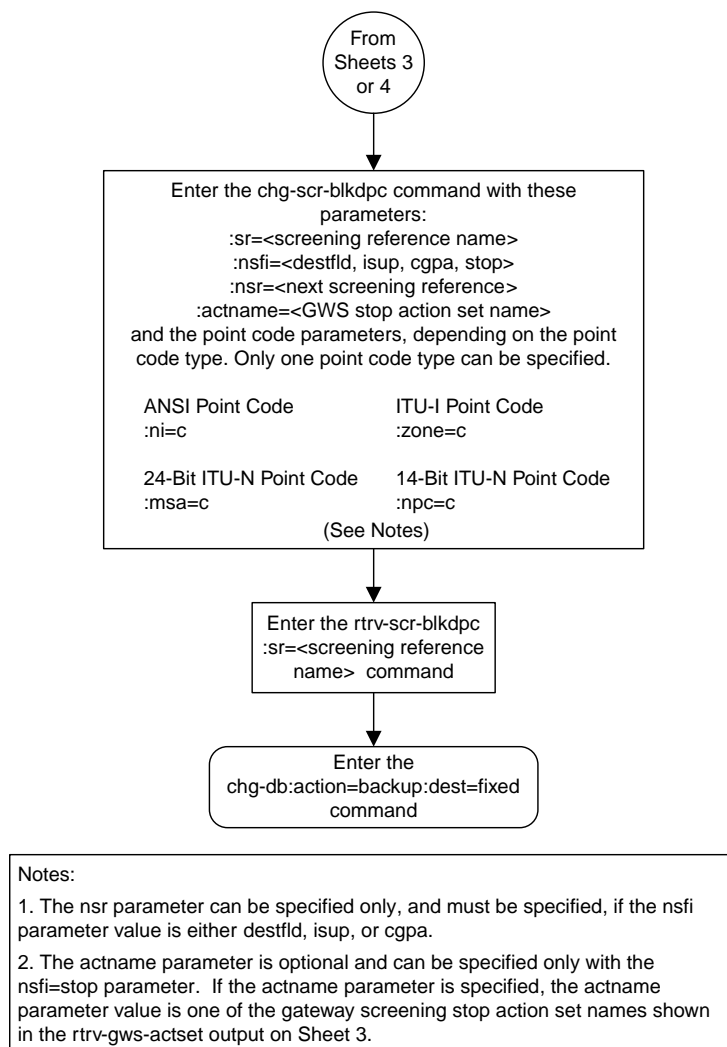 From
Sheets 3
or 4
Enter the chg-scr-blkdpc command with these
parameters:
:sr=<screening reference name>
:nsfi=<destfld, isup, cgpa, stop>
:nsr=<next screening reference>
:actname=<GWS stop action set name>
and the point code parameters, depending on the point
code type. Only one point code type can be specified.
ANSI Point Code
:ni=c
ITU-I Point Code
:zone=c
24-Bit ITU-N Point Code
:msa=c
14-Bit ITU-N Point Code
:npc=c
(See Notes)
Enter the rtrv-scr-blkdpc
:sr=<screening reference
name> command
Enter the
chg-db:action=backup:dest=fixed
command
Notes:
1. The nsr parameter can be specified only, and must be specified, if the nsfi
parameter value is either destfld, isup, or cgpa.
2. The actname parameter is optional and can be specified only with the
nsfi=stop parameter. If the actname parameter is specified, the actname
parameter value is one of the gateway screening stop action set names shown
in the rtrv-gws-actset output on Sheet 3.